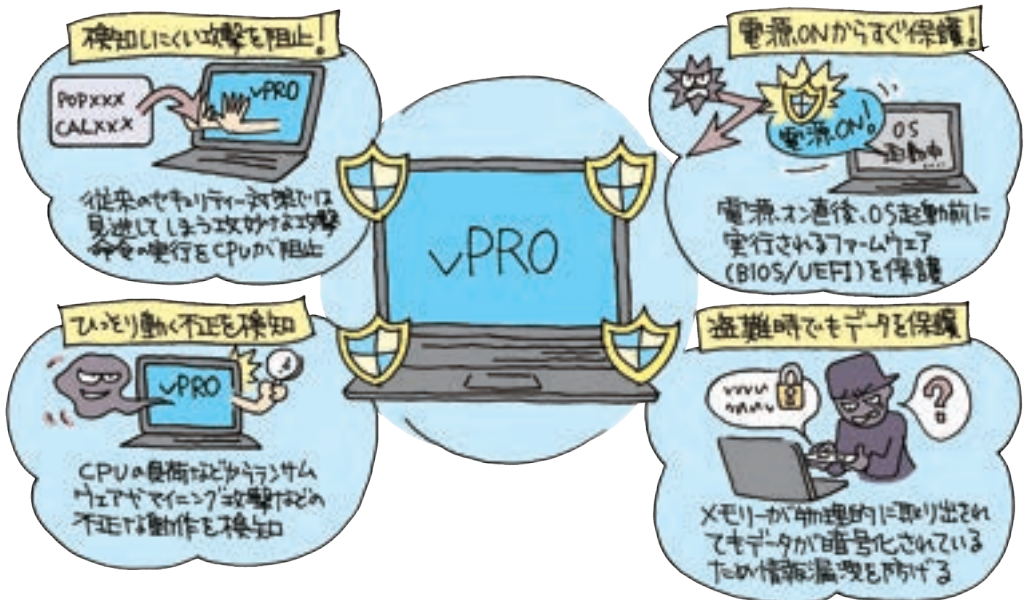 検知しにくい攻撃を阻止!
POPXXX
CALXXX
vPRO
従来のセキュリティー対策では
見逃してしまう巧妙な攻撃
命令の実行をCPUが阻止
電源ONからすぐ保護!
電源ON!
OS
起動中
電源オン直後、OS起動前に
実行されるファームウェア
(BIOS/UEFI)を保護
vPRO
ひっそり動く不正を検知
vPRO
CPUの負荷などからランサム
ウェアやマイニング攻撃などの
不正な動作を検知
盗難時でもデータを保護
?
メモリーが物理的に取り出され
てもデータが暗号化されている
ため情報漏洩を防げる